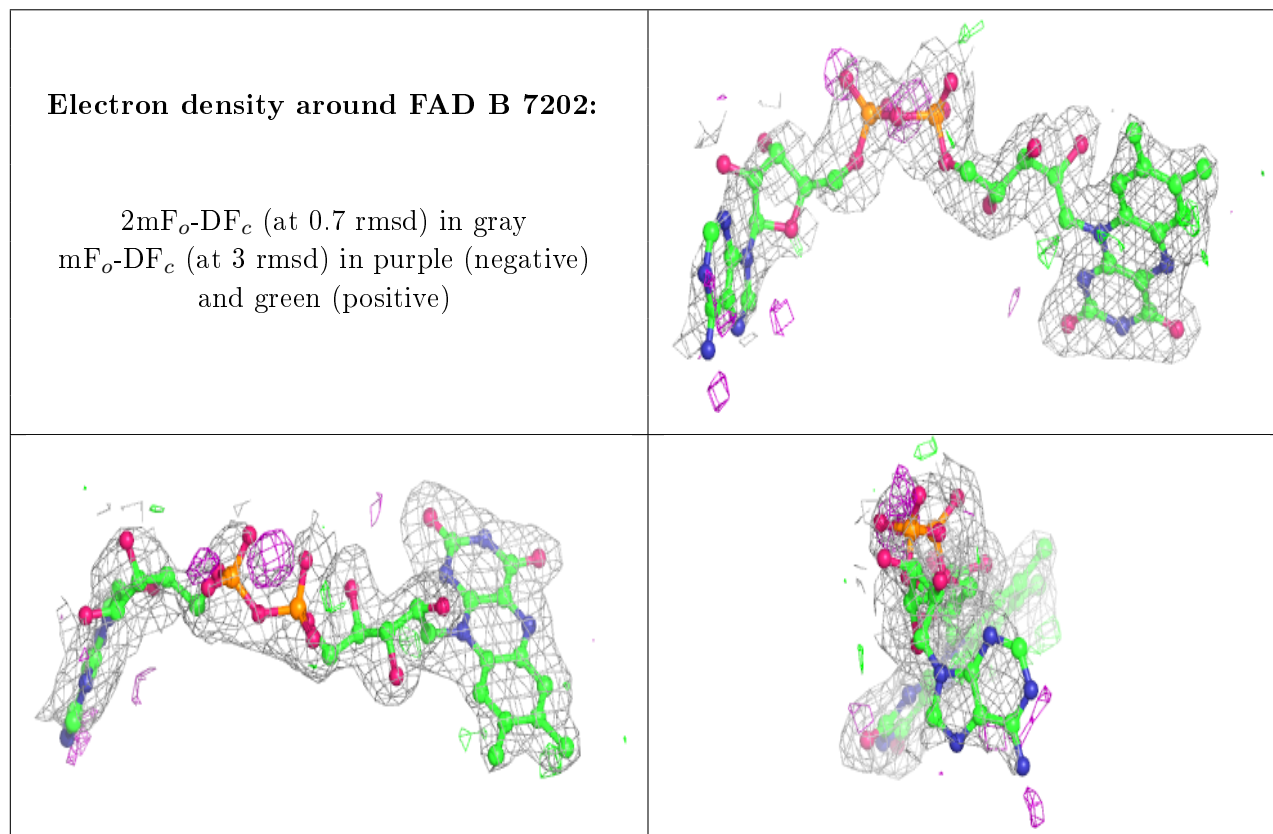 Electron density around FAD B 7202:
2mFo-DFc (at 0.7 rmsd) in gray
mFo-DFc (at 3 rmsd) in purple (negative)
and green (positive)